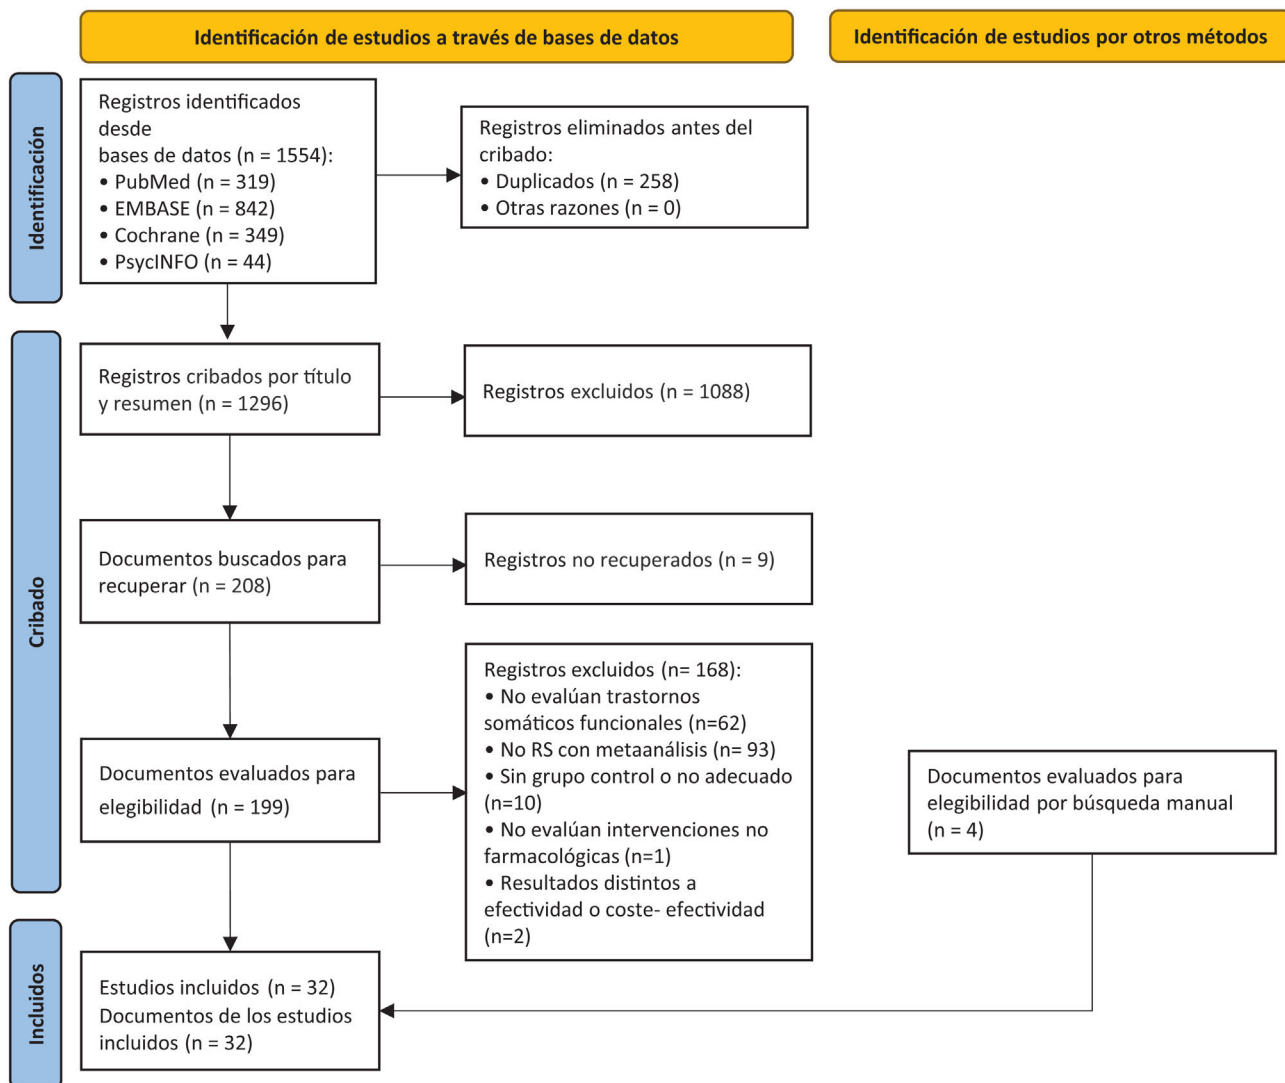 Identificación de estudios a través de bases de datos
Identificación de estudios por otros métodos
Identificación
Registros identificados
desde
bases de datos (n = 1554):
• PubMed (n = 319)
• EMBASE (n = 842)
• Cochrane (n = 349)
• PsycINFO (n = 44)
Registros eliminados antes del
cribado:
• Duplicados (n = 258)
• Otras razones (n = 0)
Cribado
Registros cribados por título
y resumen (n = 1296)
Registros excluidos (n = 1088)
Documentos buscados para
recuperar (n = 208)
Registros no recuperados (n = 9)
Documentos evaluados para
elegibilidad (n = 199)
Registros excluidos (n= 168):
• No evalúan trastornos
somáticos funcionales (n=62)
• No RS con metaanálisis (n= 93)
• Sin grupo control o no adecuado
(n=10)
• No evalúan intervenciones no
farmacológicas (n=1)
• Resultados distintos a
efectividad o coste- efectividad
(n=2)
Documentos evaluados para
elegibilidad por búsqueda manual
(n = 4)
Incluidos
Estudios incluidos (n = 32)
Documentos de los estudios
incluidos (n = 32)